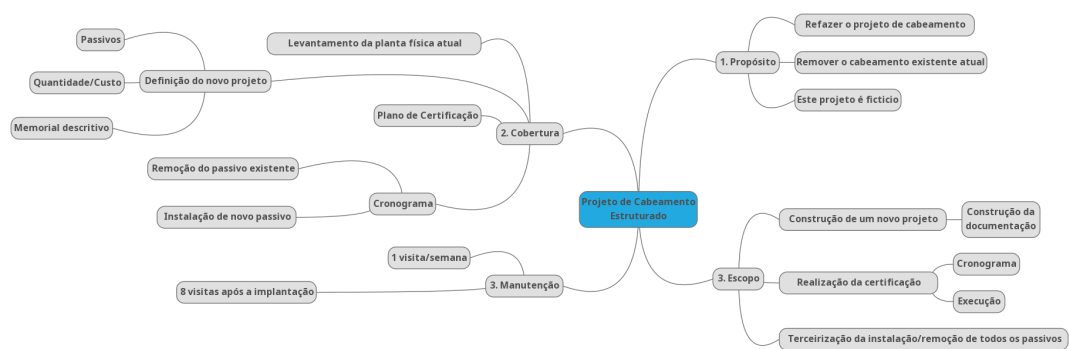 Projeto de Cabeamento
Estruturado
1. Propósito
Refazer o projeto de cabeamento
Remover o cabeamento existente atual
Este projeto é ficticio
2. Cobertura
Levantamento da planta física atual
Definição do novo projeto
Passivos
Quantidade/Custo
Memorial descritivo
Plano de Certificação
Cronograma
Remoção do passivo existente
Instalação de novo passivo
3. Escopo
Construção de um novo projeto
Construção da
documentação
Realização da certificação
Cronograma
Execução
Terceirização da instalação/remoção de todos os passivos
3. Manutenção
1 visita/semana
8 visitas após a implantação